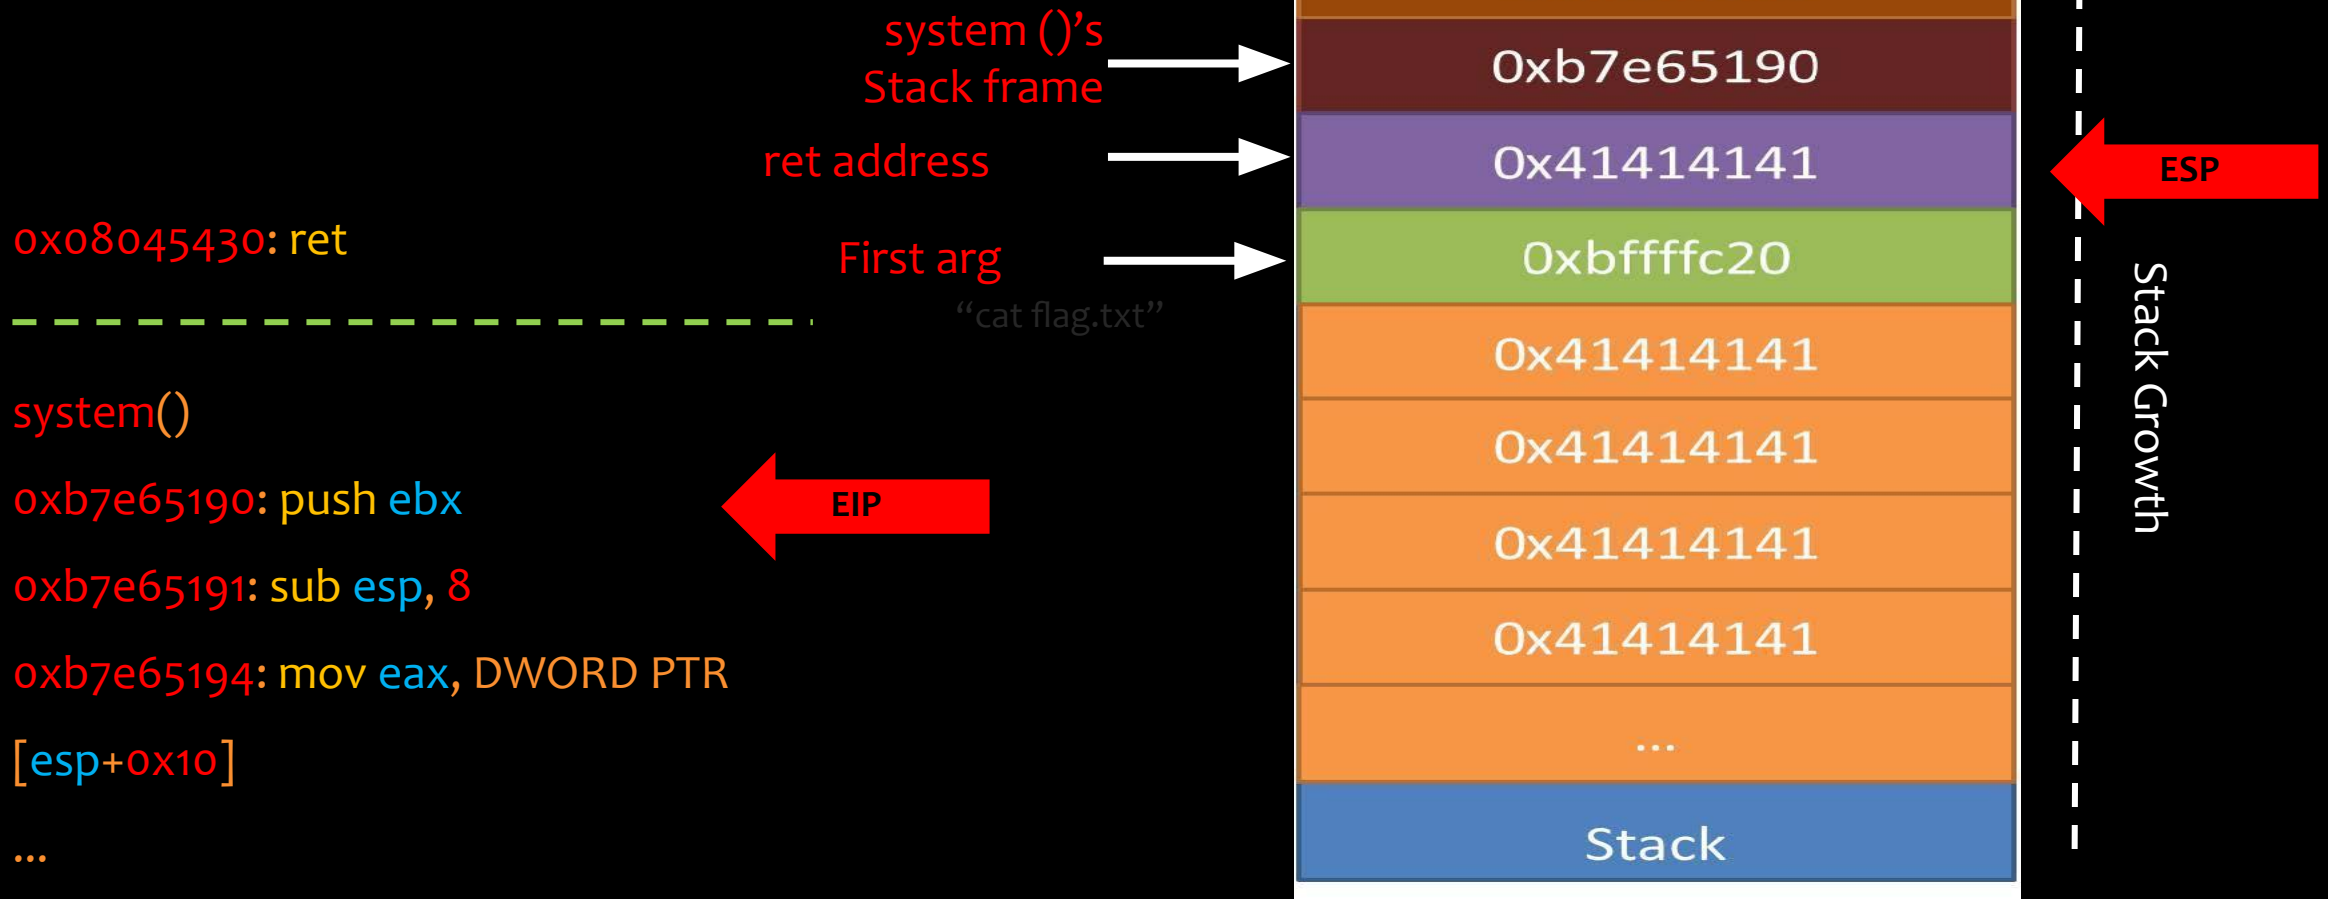 system ()’s
Stack frame
ret address
First arg
“cat flag.txt”
0x08045430: ret
system()
0xb7e65190: push ebx
0xb7e65191: sub esp, 8
0xb7e65194: mov eax, DWORD PTR
[esp+0x10]
...
EIP
0xb7e65190
0x41414141
0xbffffc20
0x41414141
0x41414141
0x41414141
0x41414141
...
Stack
ESP
Stack Growth